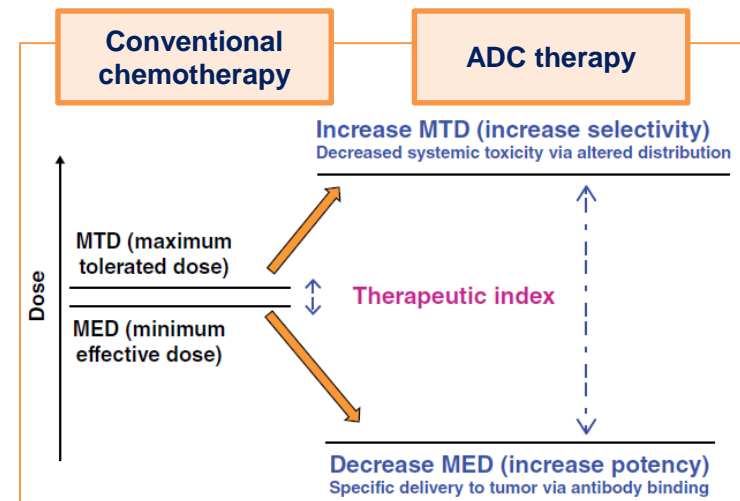 Conventional
chemotherapy
ADC therapy
Increase MTD (increase selectivity)
Decreased systemic toxicity via altered distribution
MTD (maximum
tolerated dose)
Dose
Therapeutic index
MED (minimum
effective dose)
Decrease MED (increase potency)
Specific delivery to tumor via antibody binding